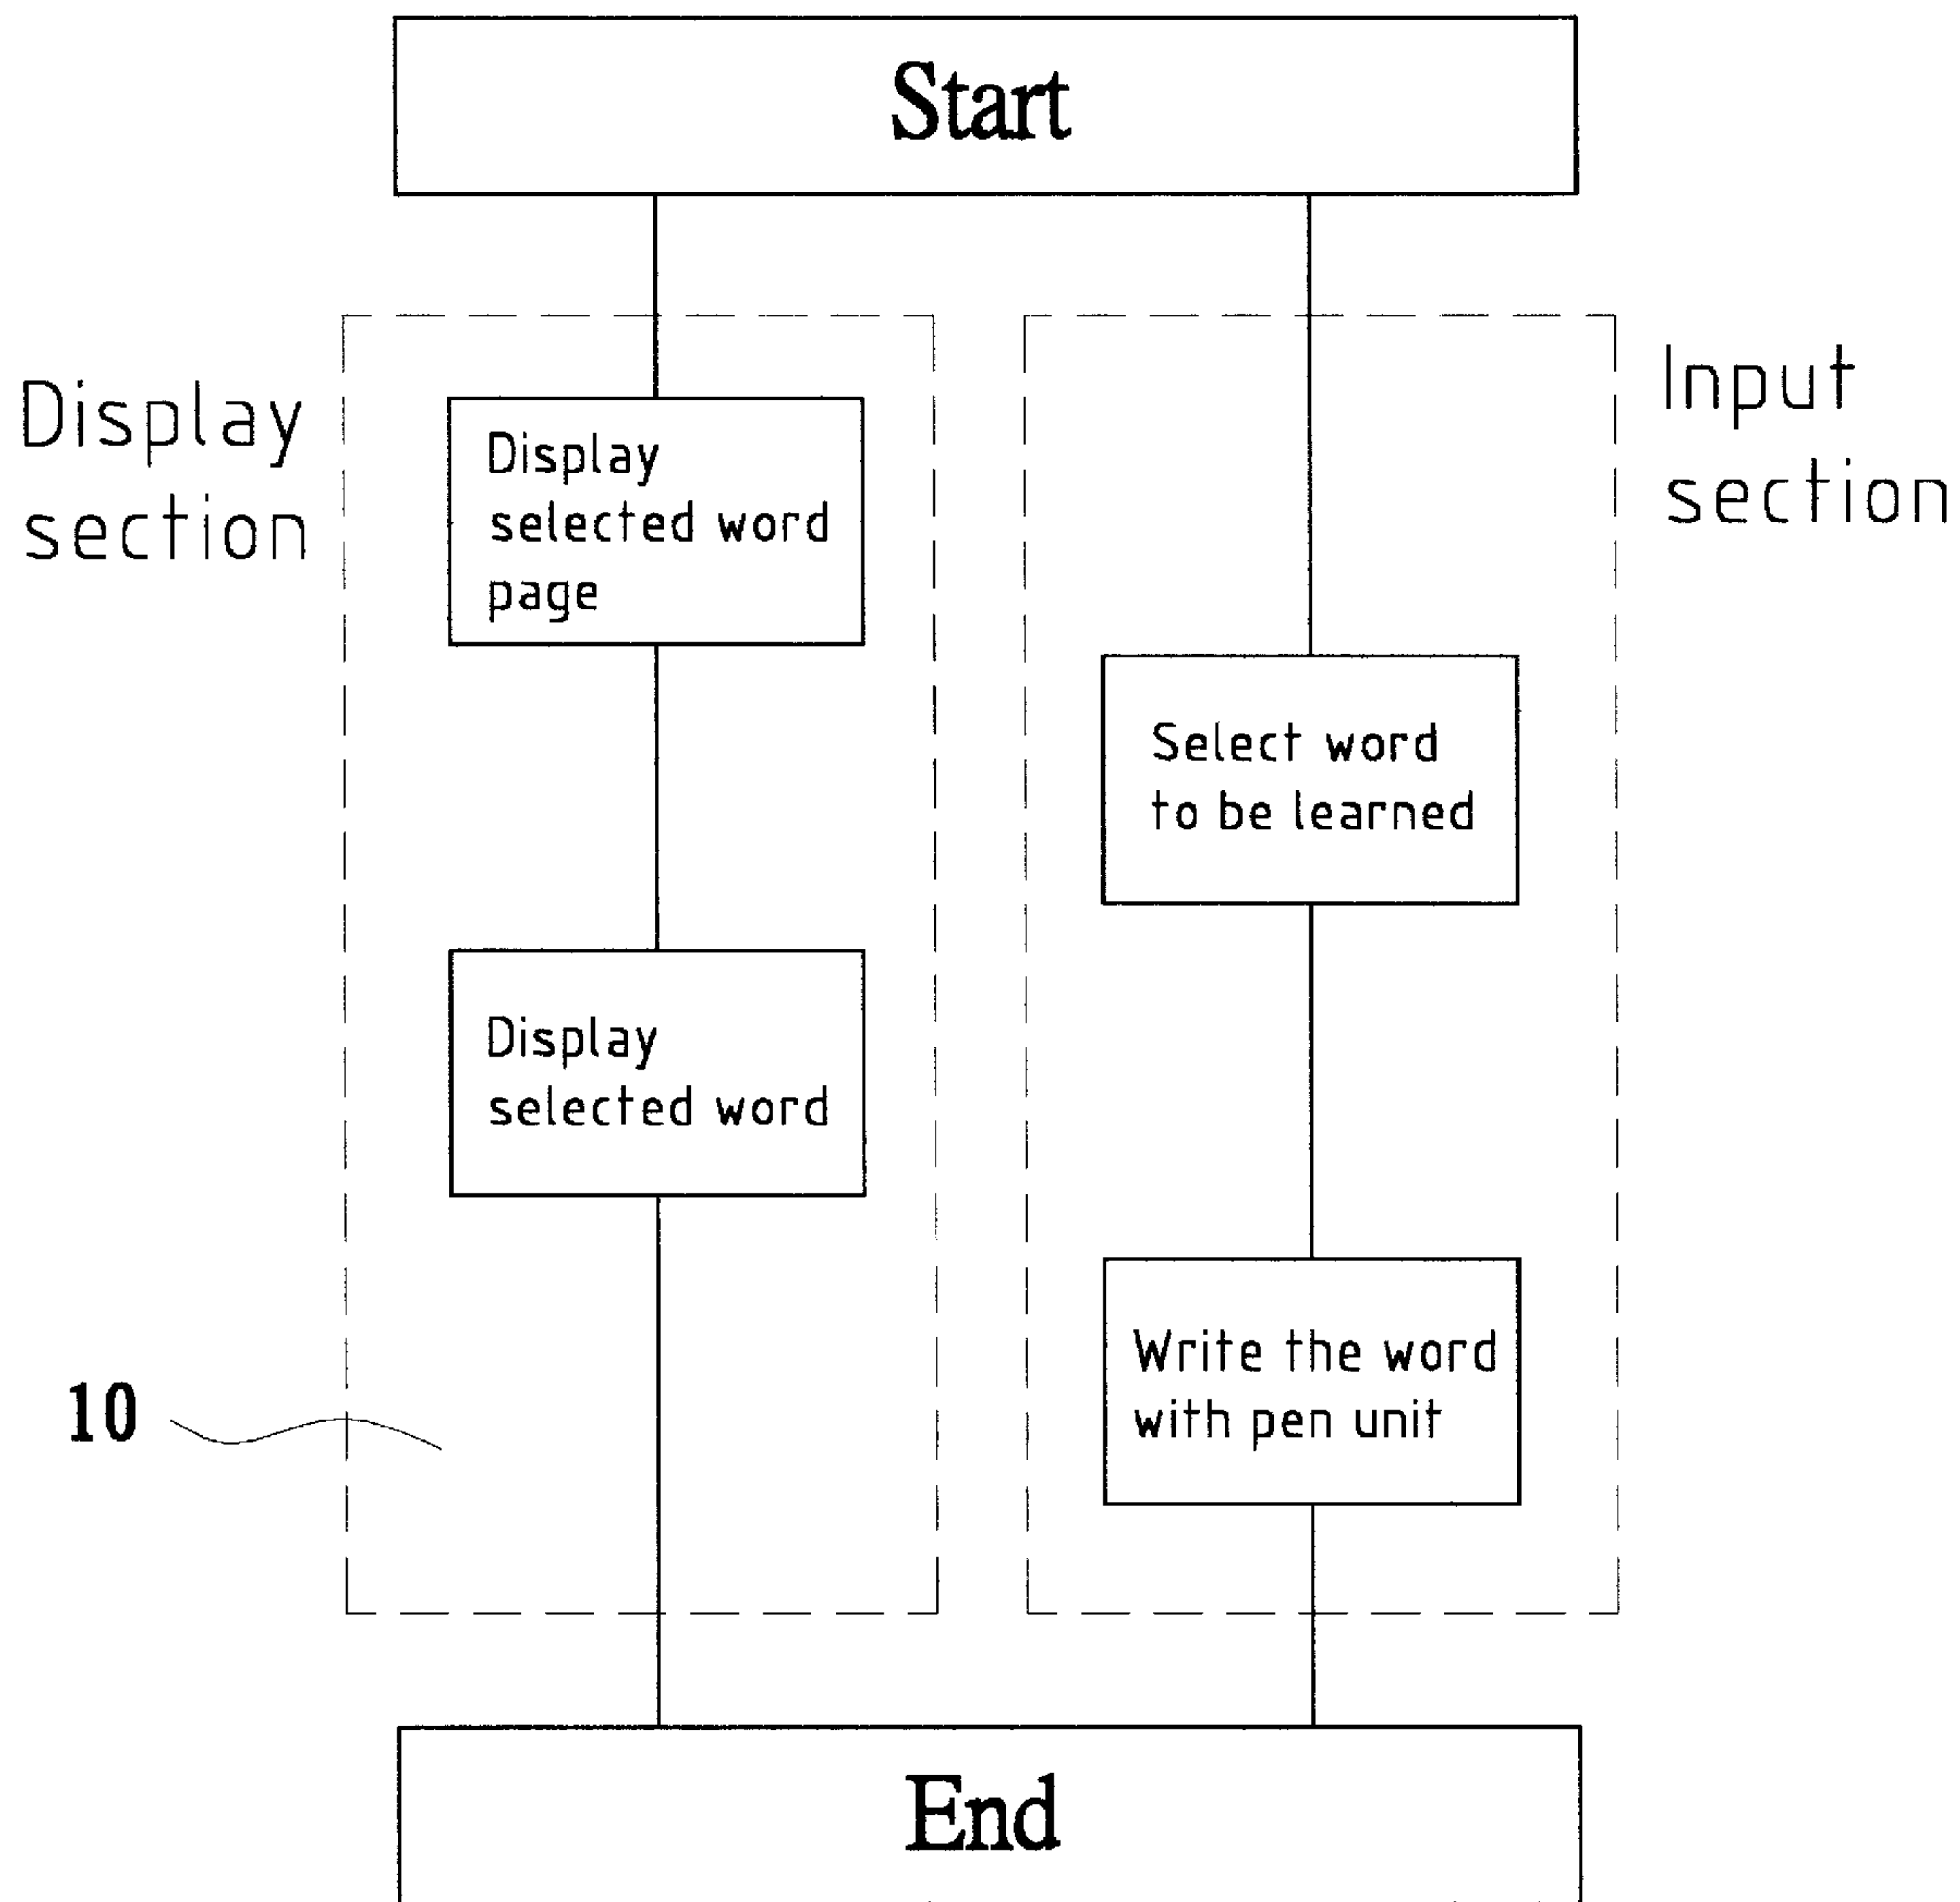 Start
Display
section
Display
selected word
page
Display
selected word
10
Input
section
Select word
to be learned
Write the word
with pen unit
End